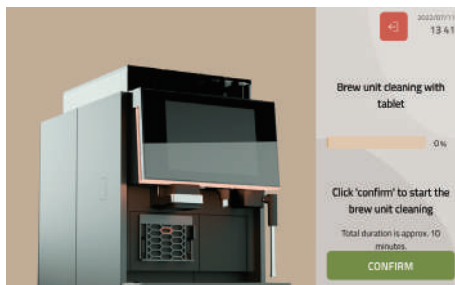 2022/07/11
13 41
Brew unit cleaning with
tablet
0%
Click 'confirm' to start the
brew unit cleaning
Total duration is approx. 10
minutes.
CONFIRM